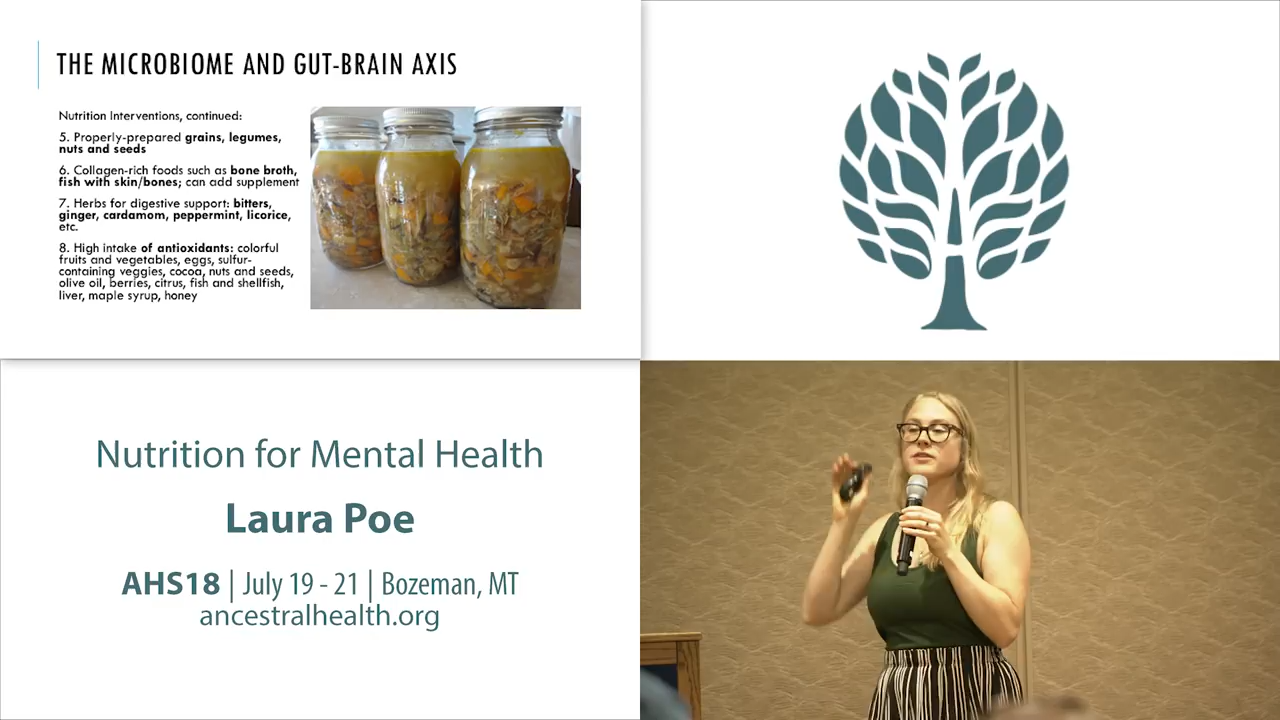 THE MICROBIOME AND GUT-BRAIN AXIS
Nutrition Interventions, continued:
5. Properly-prepared grains, legumes,
nuts and seeds
6. Collagen-rich foods such as bone broth,
fish with skin/bones; can add supplement
7. Herbs for digestive support: bitters,
ginger, cardamom, peppermint, licorice,
etc.
8. High intake of antioxidants: colorful
fruits and vegetables, eggs, sulfur-
containing veggies, cocoa, nuts and seeds,
olive oil, berries, citrus, fish and shellfish,
liver, maple syrup, honey
Nutrition for Mental Health
Laura Poe
AHS18 | July 19 - 21 | Bozeman, MT
ancestralhealth.org